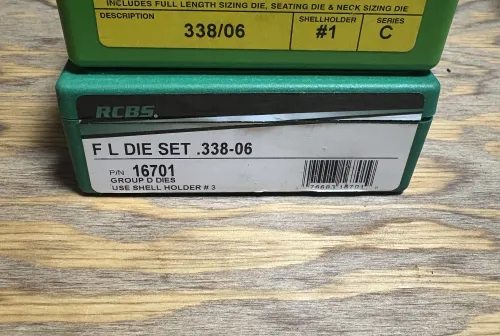 INCLUDES FULL LENGTH SIZING DIE, SEATING DIE & NECK SIZING DIE
DESCRIPTION
338/06
SHELLHOLDER
#1
SERIES
C
RCBS.
F L DIE SET .338-06
P/N 16701
GROUP D DIES
USE SHELL HOLDER # 3